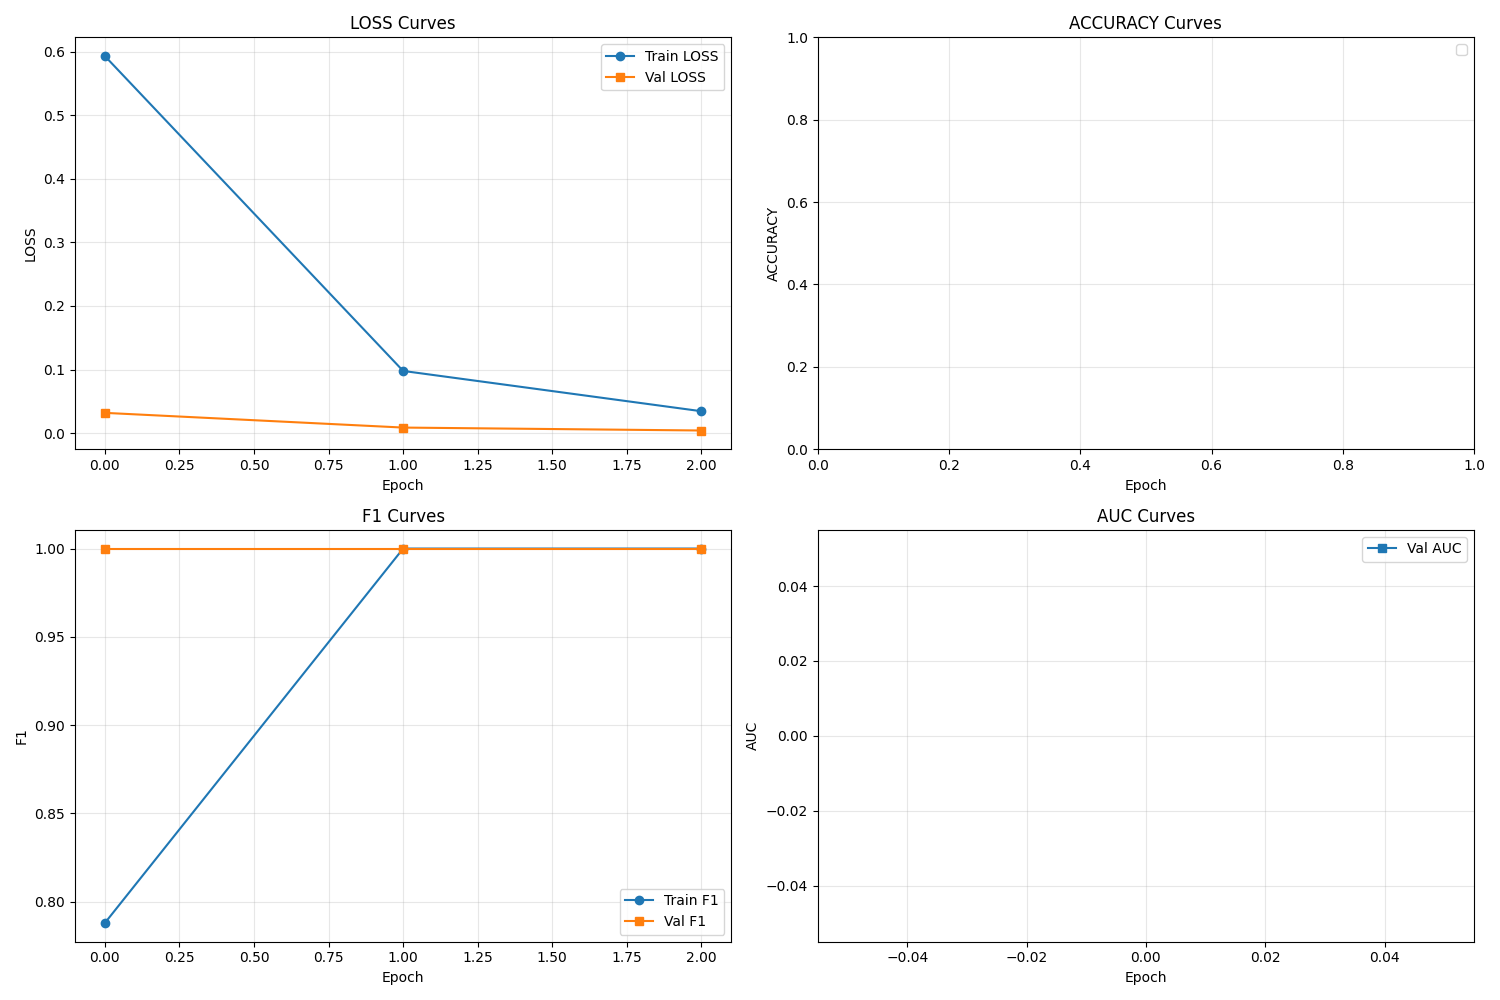 LOSS Curves
0.6
0.5
0.4
0.3
0.2
0.1
0.0
LOSS
Train LOSS
Val LOSS
0.00 0.25 0.50 0.75 1.00 1.25 1.50 1.75 2.00
Epoch
ACCURACY Curves
1.0
0.8
0.6
0.4
0.2
0.0
ACCURACY
0.0 0.2 0.4 0.6 0.8 1.0
Epoch
F1 Curves
1.00
0.95
0.90
0.85
0.80
F1
Train F1
Val F1
0.00 0.25 0.50 0.75 1.00 1.25 1.50 1.75 2.00
Epoch
AUC Curves
Val AUC
0.04
0.02
0.00
−0.02
−0.04
AUC
−0.04 −0.02 0.00 0.02 0.04
Epoch